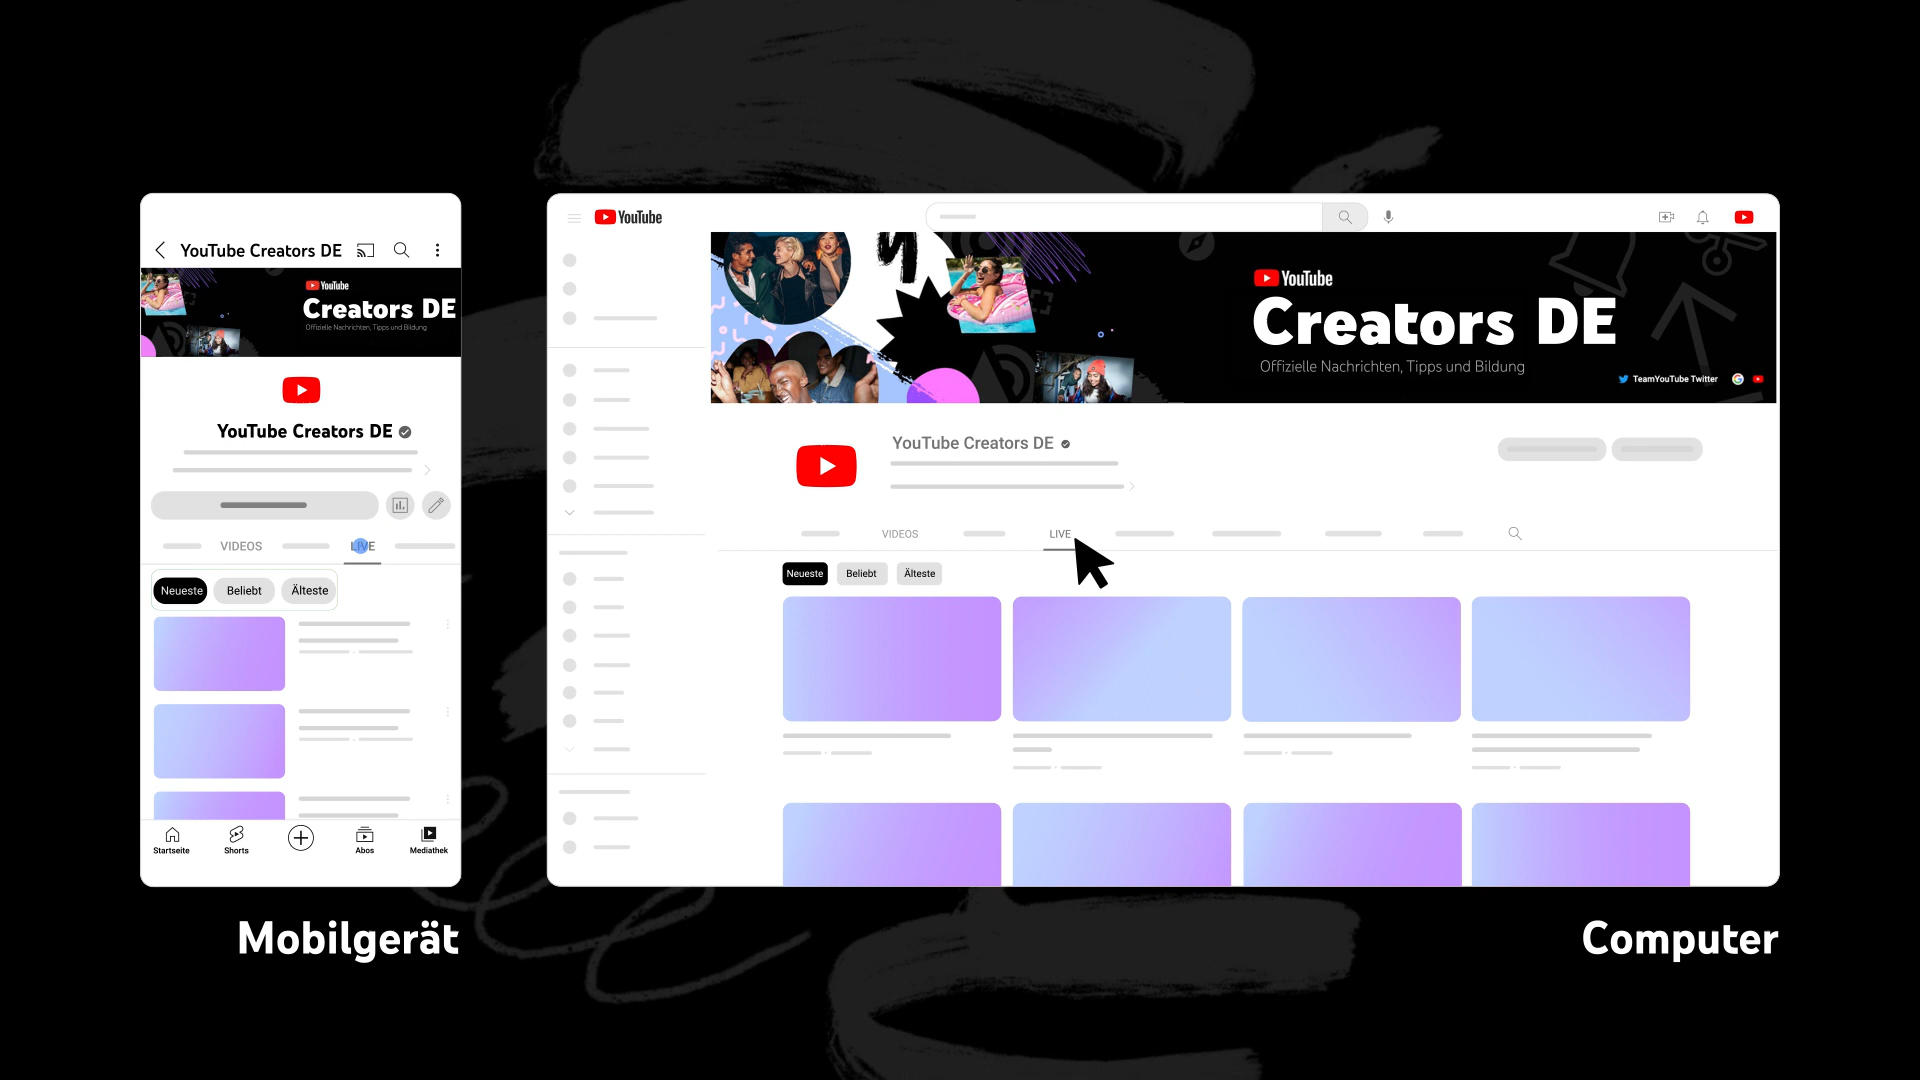 YouTube Creators DE
YouTube
Creators DE
Offizielle Nachrichten, Tipps und Bildung
YouTube Creators DE
VIDEOS
LIVE
Neueste
Beliebt
Älteste
Startseite
Shorts
Abos
Mediathek
Mobilgerät
YouTube
YouTube
Creators DE
Offizielle Nachrichten, Tipps und Bildung
TeamYouTube Twitter
YouTube Creators DE
VIDEOS
LIVE
Neueste
Beliebt
Älteste
Computer